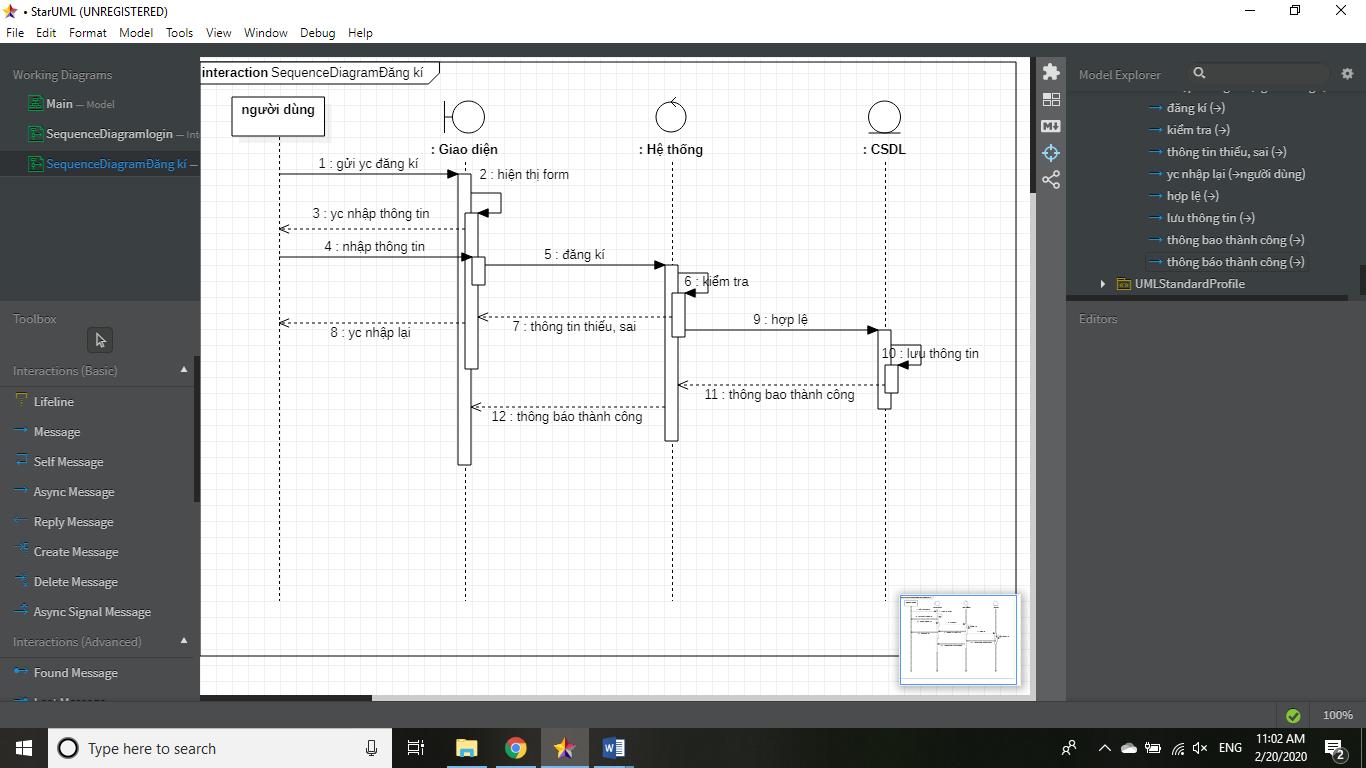 • StarUML (UNREGISTERED)
File Edit Format Model Tools View Window Debug Help
Working Diagrams
Main — Model
SequenceDiagramlogin — Int
SequenceDiagramĐăng kí —
Toolbox
Interactions (Basic)
Lifeline
Message
Self Message
Async Message
Reply Message
Create Message
Delete Message
Async Signal Message
Interactions (Advanced)
Found Message
interaction SequenceDiagramĐăng kí
người dùng
: Giao diện
: Hệ thống
: CSDL
1 : gửi yc đăng kí
2 : hiện thị form
3 : yc nhập thông tin
4 : nhập thông tin
5 : đăng kí
6 : kiểm tra
7 : thông tin thiếu, sai
8 : yc nhập lại
9 : hợp lệ
10 : lưu thông tin
11 : thông bao thành công
12 : thông báo thành công
Model Explorer
đăng kí (→)
kiểm tra (→)
thông tin thiếu, sai (→)
yc nhập lại (→người dùng)
hợp lệ (→)
lưu thông tin (→)
thông bao thành công (→)
thông báo thành công (→)
UMLStandardProfile
Editors
100%
Type here to search
ENG
11:02 AM
2/20/2020
2